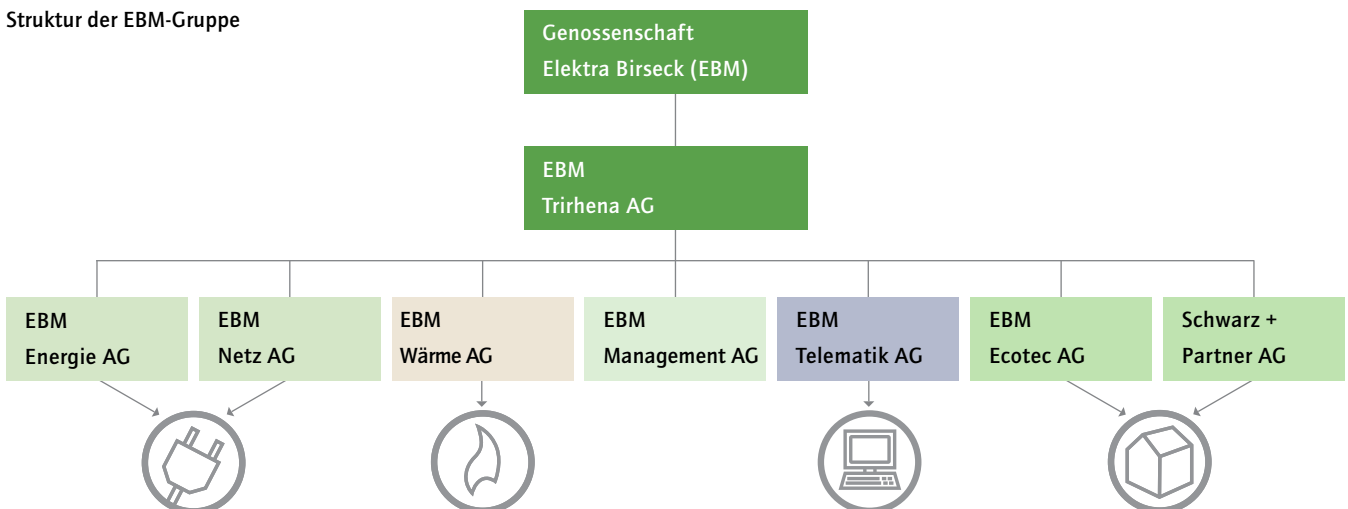 Struktur der EBM-Gruppe
Genossenschaft
Elektra Birseck (EBM)
EBM
Trirhena AG
EBM
Energie AG
EBM
Netz AG
EBM
Wärme AG
EBM
Management AG
EBM
Telematik AG
EBM
Ecotec AG
Schwarz +
Partner AG